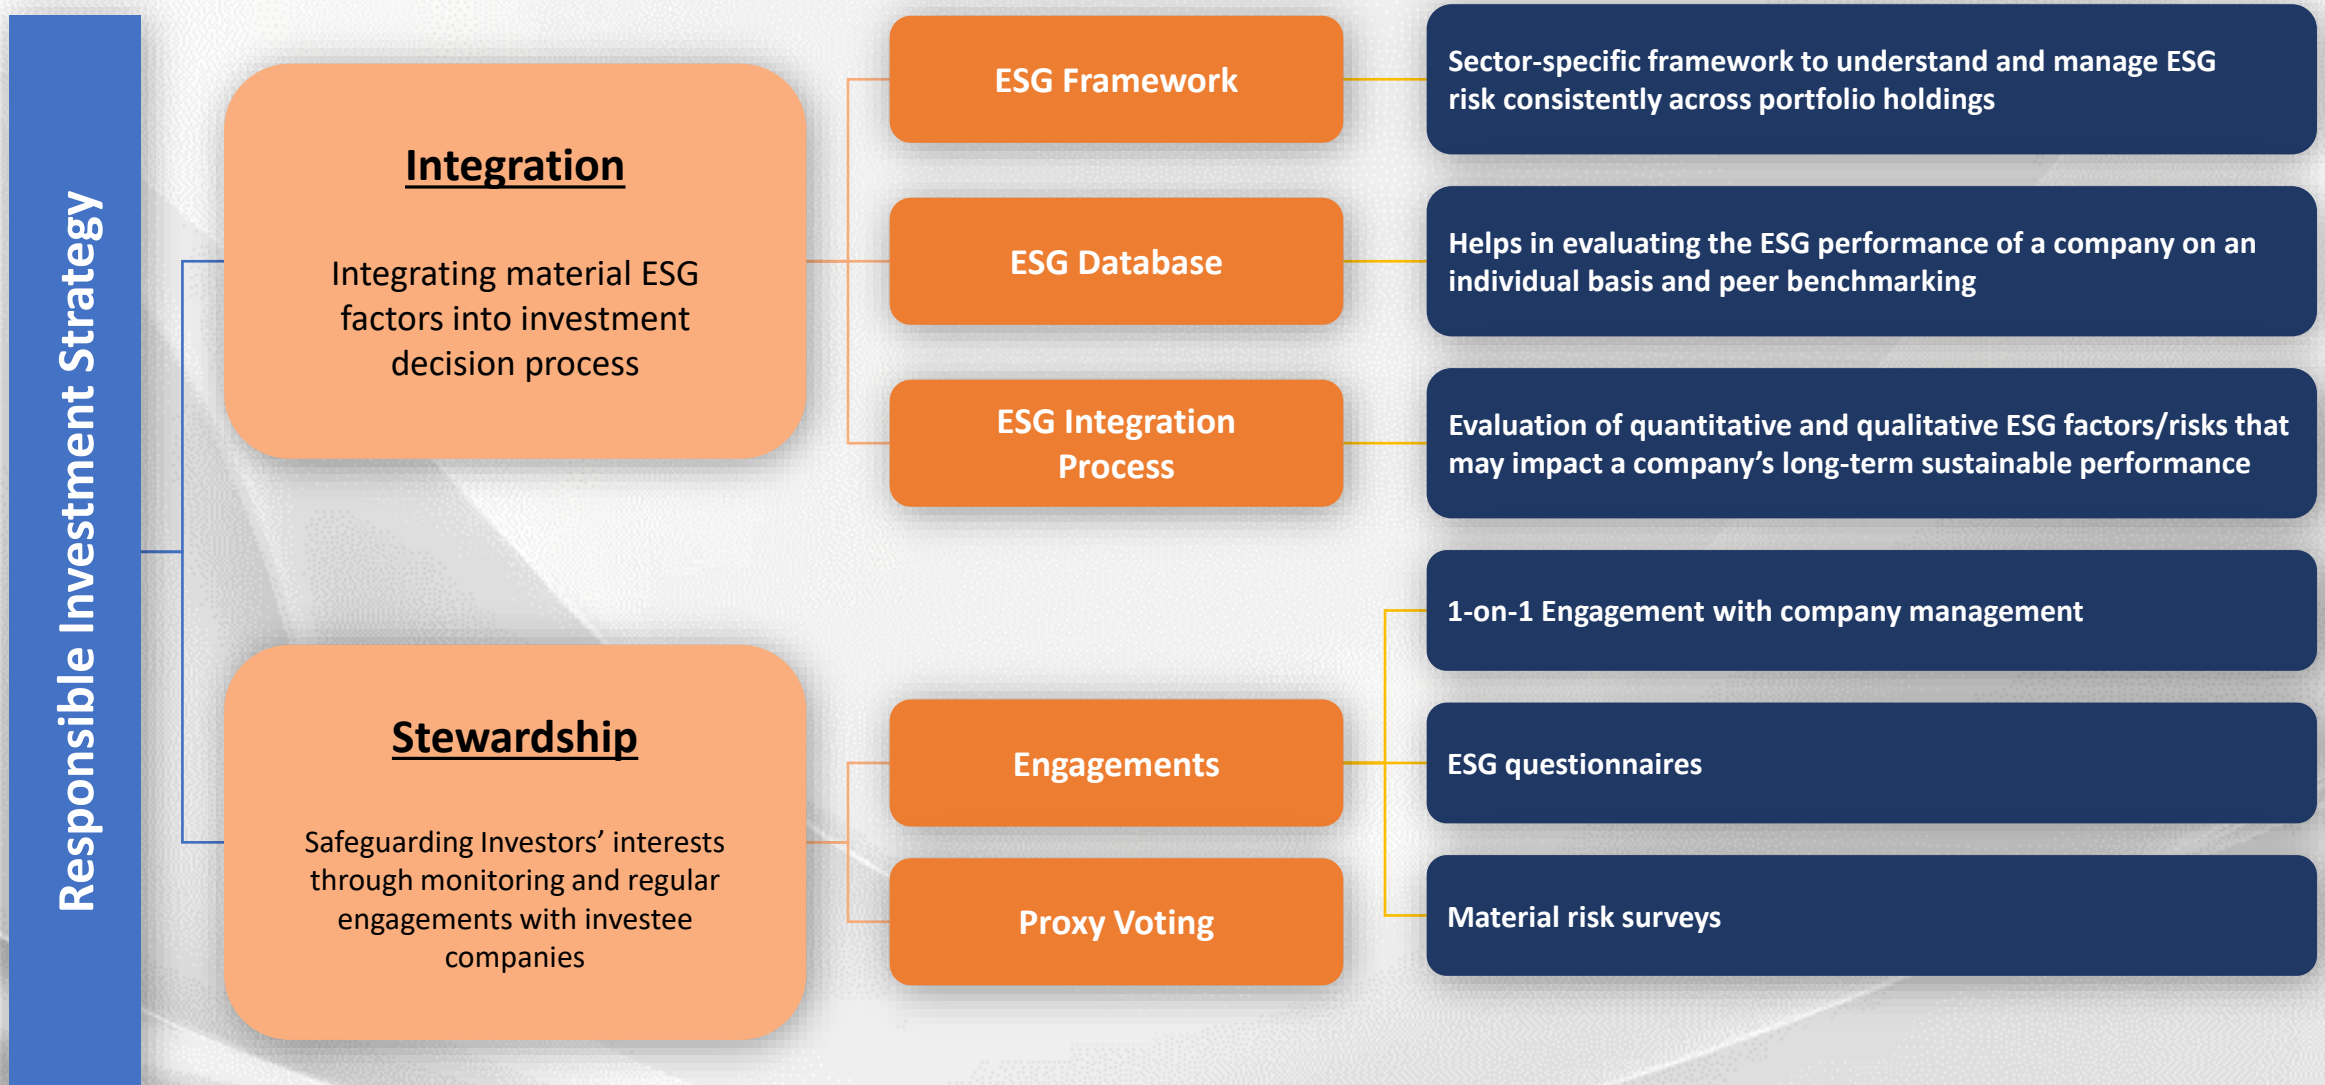 Responsible Investment Strategy
Integration
Integrating material ESG
factors into investment
decision process
ESG Framework
Sector-specific framework to understand and manage ESG
risk consistently across portfolio holdings
ESG Database
Helps in evaluating the ESG performance of a company on an
individual basis and peer benchmarking
ESG Integration
Process
Evaluation of quantitative and qualitative ESG factors/risks that
may impact a company’s long-term sustainable performance
Stewardship
Safeguarding Investors’ interests
through monitoring and regular
engagements with investee
companies
Engagements
1-on-1 Engagement with company management
ESG questionnaires
Material risk surveys
Proxy Voting